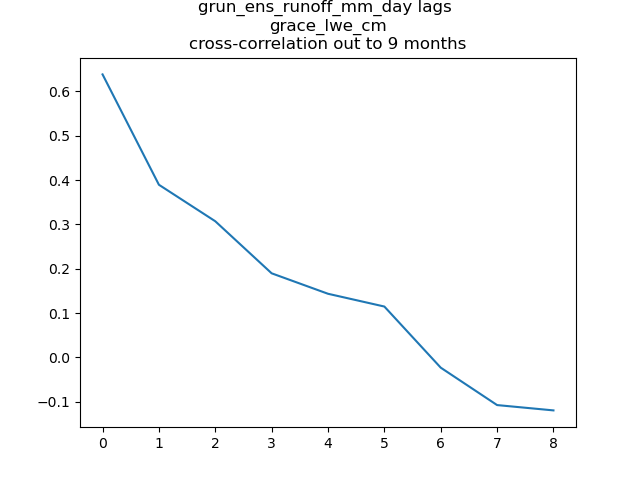 grun_ens_runoff_mm_day lags
grace_lwe_cm
cross-correlation out to 9 months
0.6
0.5
0.4
0.3
0.2
0.1
0.0
−0.1
0 1 2 3 4 5 6 7 8